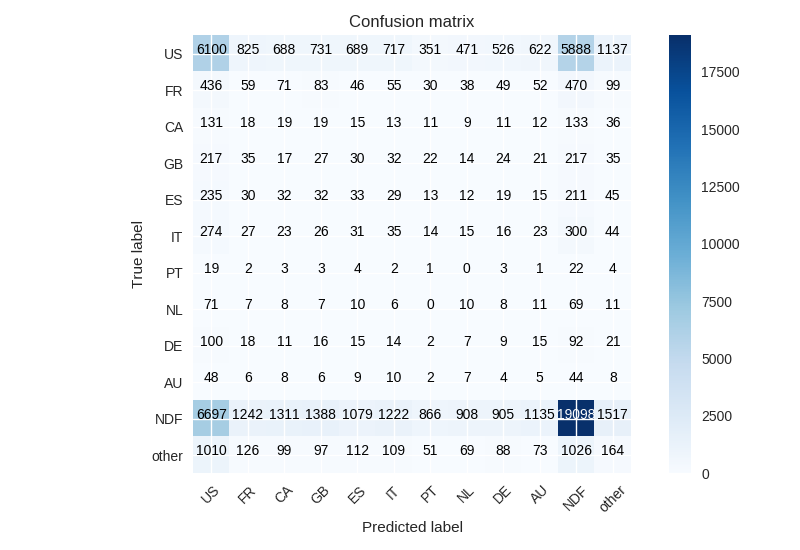 Confusion matrix
US 6100 825 688 731 689 717 351 471 526 622 5888 1137
FR 436 59 71 83 46 55 30 38 49 52 470 99
CA 131 18 19 19 15 13 11 9 11 12 133 36
GB 217 35 17 27 30 32 22 14 24 21 217 35
ES 235 30 32 32 33 29 13 12 19 15 211 45
IT 274 27 23 26 31 35 14 15 16 23 300 44
PT 19 2 3 3 4 2 1 0 3 1 22 4
NL 71 7 8 7 10 6 0 10 8 11 69 11
DE 100 18 11 16 15 14 2 7 9 15 92 21
AU 48 6 8 6 9 10 2 7 4 5 44 8
NDF 6697 1242 1311 1388 1079 1222 866 908 905 1135 19098 1517
other 1010 126 99 97 112 109 51 69 88 73 1026 164
US FR CA GB ES IT PT NL DE AU NDF other
Predicted label
True label
17500
15000
12500
10000
7500
5000
2500
0